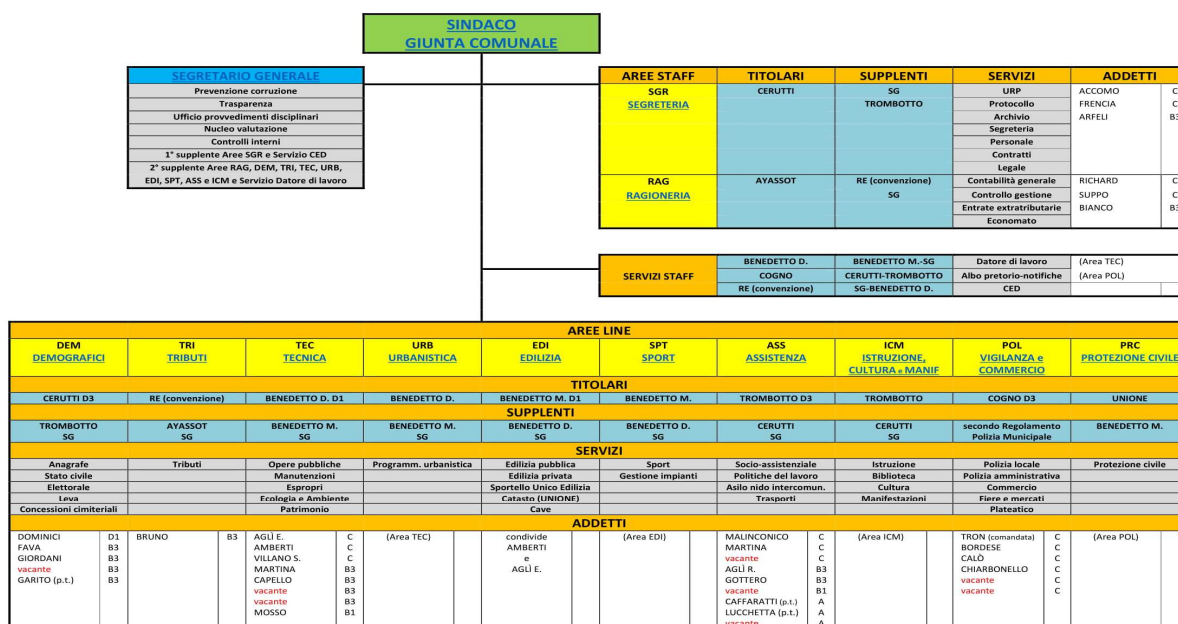 SINDACO
GIUNTA COMUNALE
SEGRETARIO GENERALE
Prevenzione corruzione
Trasparenza
Ufficio provvedimenti disciplinari
Nucleo valutazione
Controlli interni
1° supplente Aree SGR e Servizio CED
2° supplente Aree RAG, DEM, TRI, TEC, URB,
EDI, SPT, ASS e ICM e Servizio Datore di lavoro
AREE STAFF TITOLARI SUPPLENTI SERVIZI ADDETTI
SGR CERUTTI SG URP ACCOMO C
SEGRETERIA TROMBOTTO Protocollo FRENCIA C
Archivio ARFELI B3
Segreteria
Personale
Contratti
Legale
RAG AYASSOT RE (convenzione) Contabilità generale RICHARD C
RAGIONERIA SG Controllo gestione SUPPO C
Entrate extratributarie BIANCO B3
Economato
SERVIZI STAFF
BENEDETTO D. BENEDETTO M.-SG Datore di lavoro (Area TEC)
COGNO CERUTTI-TROMBOTTO Albo pretorio-notifiche (Area POL)
RE (convenzione) SG-BENEDETTO D. CED
AREE LINE
DEM TRI TEC URB EDI SPT ASS ICM POL PRC
DEMOGRAFICI TRIBUTI TECNICA URBANISTICA EDILIZIA SPORT ASSISTENZA ISTRUZIONE, VIGILANZA e PROTEZIONE CIVILE
CULTURA e MANIF COMMERCIO
TITOLARI
CERUTTI D3 RE (convenzione) BENEDETTO D. D1 BENEDETTO D. BENEDETTO M. D1 BENEDETTO M. TROMBOTTO D3 TROMBOTTO COGNO D3 UNIONE
SUPPLENTI
TROMBOTTO AYASSOT BENEDETTO M. BENEDETTO M. BENEDETTO D. BENEDETTO D. CERUTTI CERUTTI secondo Regolamento BENEDETTO M.
SG SG SG SG SG SG SG SG Polizia Municipale
SERVIZI
Anagrafe Tributi Opere pubbliche Programm. urbanistica Edilizia pubblica Sport Socio-assistenziale Istruzione Polizia locale Protezione civile
Stato civile Manutenzioni Edilizia privata Gestione impianti Politiche del lavoro Biblioteca Polizia amministrativa
Elettorale Espropri Sportello Unico Edilizia Asilo nido intercomun. Cultura Commercio
Leva Ecologia e Ambiente Catasto (UNIONE) Trasporti Manifestazioni Fiere e mercati
Concessioni cimiteriali Patrimonio Cave Plateatico
ADDETTI
DOMINICI D1 BRUNO B3 AGLÌ E. C (Area TEC) condivide (Area EDI) MALINCONICO C (Area ICM) TRON (comandata) C (Area POL)
FAVA B3 AMBERTI C AMBERTI MARTINA C BORDESE C
GIORDANI B3 VILLANO S. C e vacante C CALÒ C
vacante B3 MARTINA B3 AGLÌ E. AGLÌ R. B3 CHIARBONELLO C
GARITO (p.t.) B3 CAPELLO B3 GOTTERO B3 vacante C
vacante B3 vacante B1 vacante C
vacante B3 CAFFARATTI (p.t.) A
MOSSO B1 LUCCHETTA (p.t.) A
vacante A